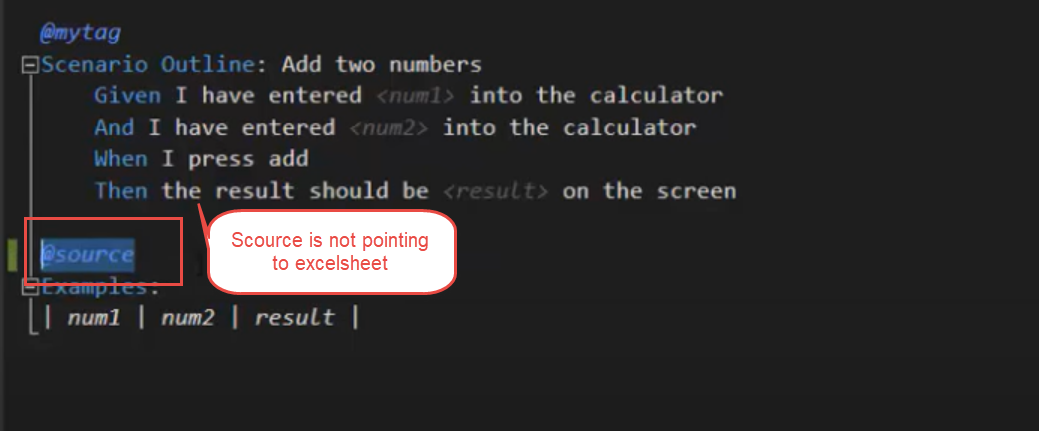 @mytag
Scenario Outline: Add two numbers
Given I have entered <num1> into the calculator
And I have entered <num2> into the calculator
When I press add
Then the result should be <result> on the screen
Scource is not pointing
to excelsheet
@source
Examples:
| num1 | num2 | result |